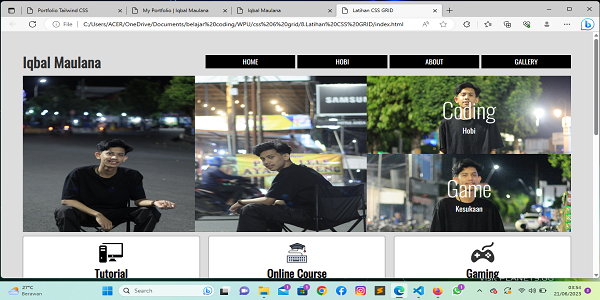 Portfolio Tailwind CSS
My Portfolio | Iqbal Maulana
Iqbal Maulana
Latihan CSS GRID
File
C:/Users/ACER/OneDrive/Documents/belajar%20coding/WPU/css%206%20grid/8.Latihan%20CSS%20GRID/index.html
Iqbal Maulana
HOME
HOBI
ABOUT
GALLERY
SAMSUNG
Coding
Hobi
Game
Kesukaan
Tutorial
Online Course
Gaming
27°C
Berawan
Search
03:54
21/06/2023